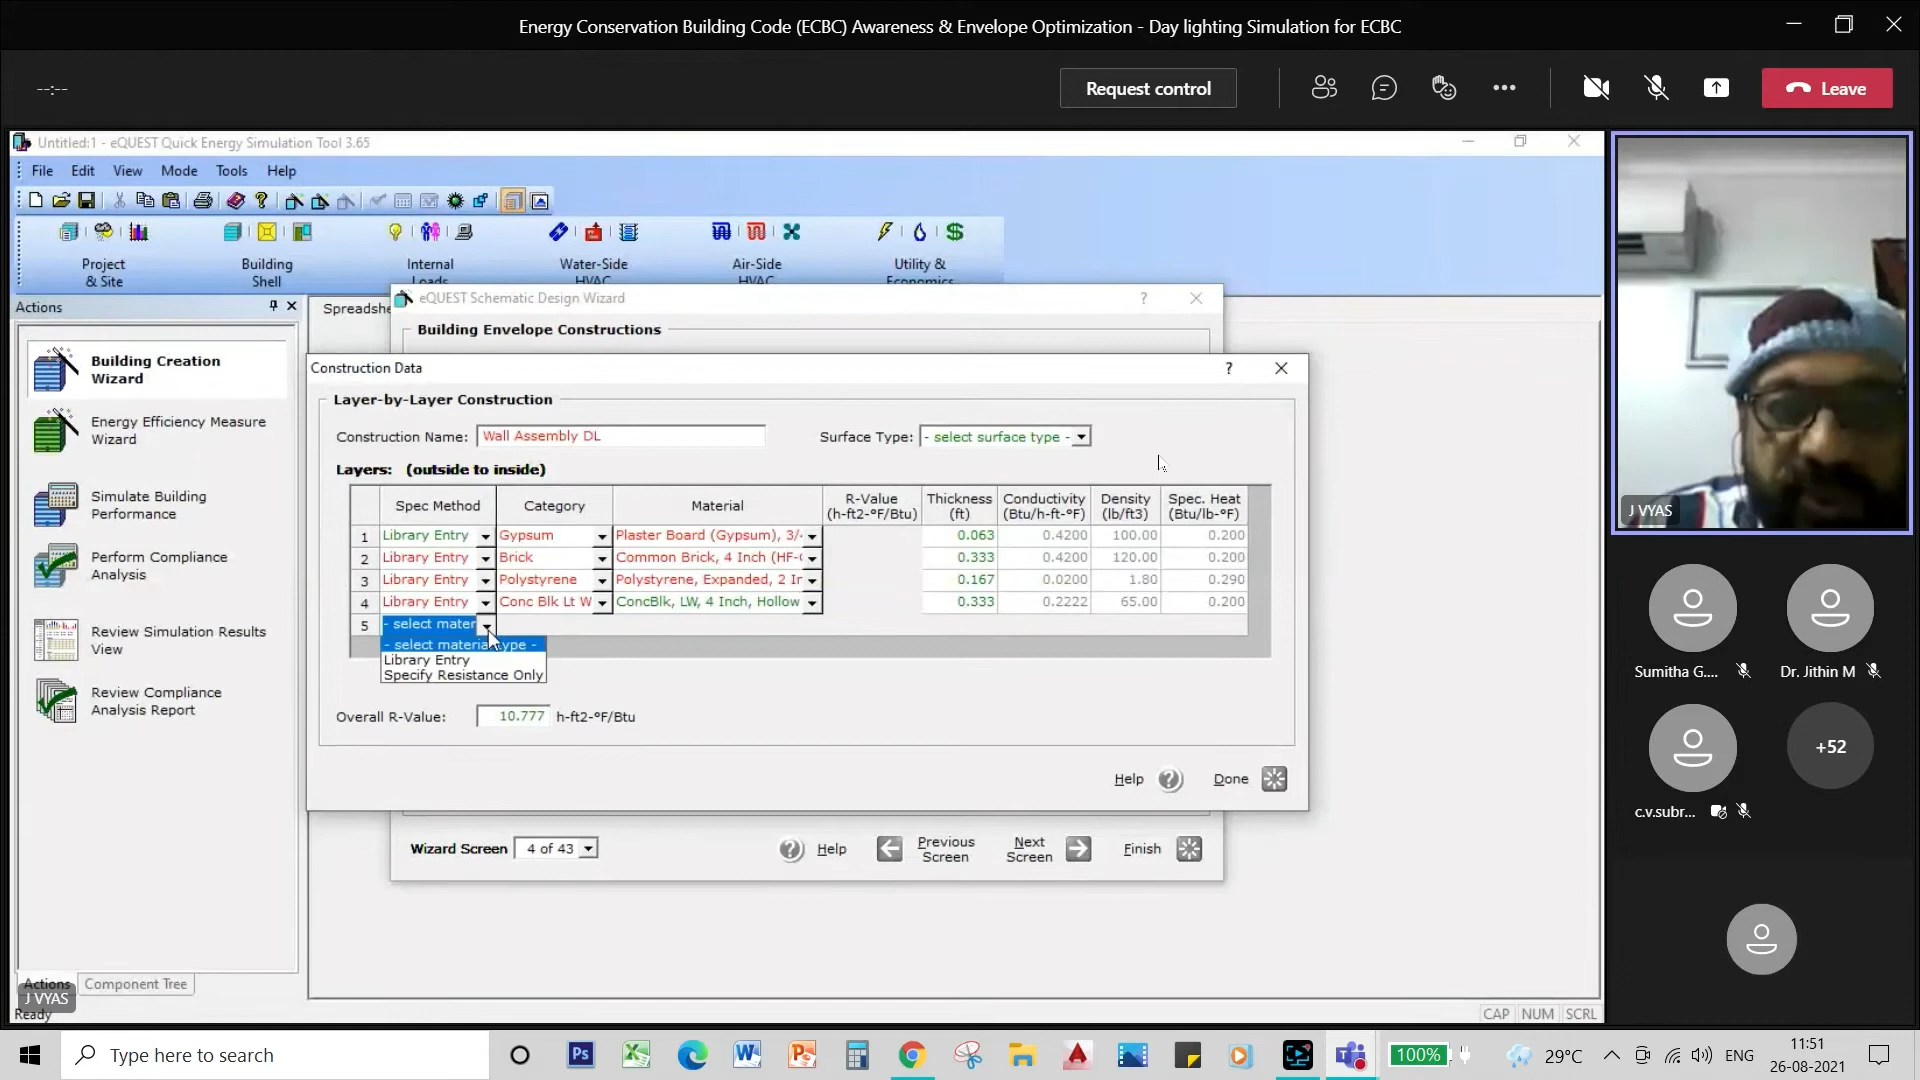 Energy Conservation Building Code (ECBC) Awareness & Envelope Optimization - Day lighting Simulation for ECBC
--:--
Request control
Leave
Untitled:1 - eQUEST Quick Energy Simulation Tool 3.65
File Edit View Mode Tools Help
Project & Site
Building Shell
Internal Loads
Water-Side HVAC
Air-Side HVAC
Utility & Economics
Actions
Building Creation Wizard
Energy Efficiency Measure Wizard
Simulate Building Performance
Perform Compliance Analysis
Review Simulation Results View
Review Compliance Analysis Report
Actions Component Tree
J VYAS
Ready
Spreadshe
eQUEST Schematic Design Wizard ?
Building Envelope Constructions
Construction Data ?
Layer-by-Layer Construction
Construction Name: Wall Assembly DL Surface Type: - select surface type -
Layers: (outside to inside)
Spec Method Category Material R-Value (h-ft2-°F/Btu) Thickness (ft) Conductivity (Btu/h-ft-°F) Density (lb/ft3) Spec. Heat (Btu/lb-°F)
1 Library Entry Gypsum Plaster Board (Gypsum), 3/ 0.063 0.4200 100.00 0.200
2 Library Entry Brick Common Brick, 4 Inch (HF- 0.333 0.4200 120.00 0.200
3 Library Entry Polystyrene Polystyrene, Expanded, 2 Ir 0.167 0.0200 1.80 0.290
4 Library Entry Conc Blk Lt W ConcBlk, LW, 4 Inch, Hollow 0.333 0.2222 65.00 0.200
5 - select mater
- select material type -
Library Entry
Specify Resistance Only
Overall R-Value: 10.777 h-ft2-°F/Btu
Help ? Done
Wizard Screen 4 of 43 ? Help Previous Screen Next Screen Finish
CAP NUM SCRL
J VYAS
Sumitha G.... Dr. Jithin M
c.v.subr... +52
Type here to search
Ps
100%
29°C
ENG
11:51
26-08-2021